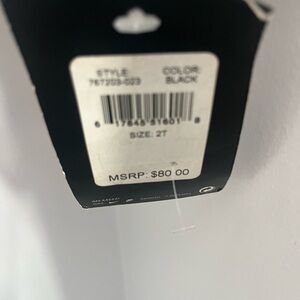 STYLE: COLOR:
767203-023 BLACK
6 17845 31601 8
SIZE: 2T
MSRP: $80.00